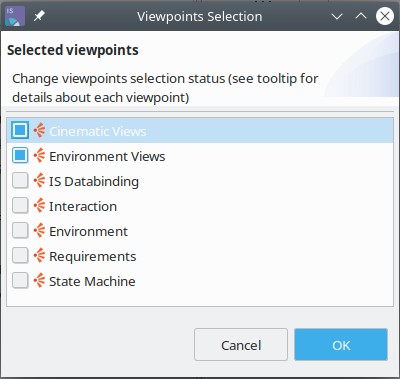 IS
Viewpoints Selection
Selected viewpoints
Change viewpoints selection status (see tooltip for
details about each viewpoint)
Cinematic Views
Environment Views
IS Databinding
Interaction
Environment
Requirements
State Machine
Cancel
OK